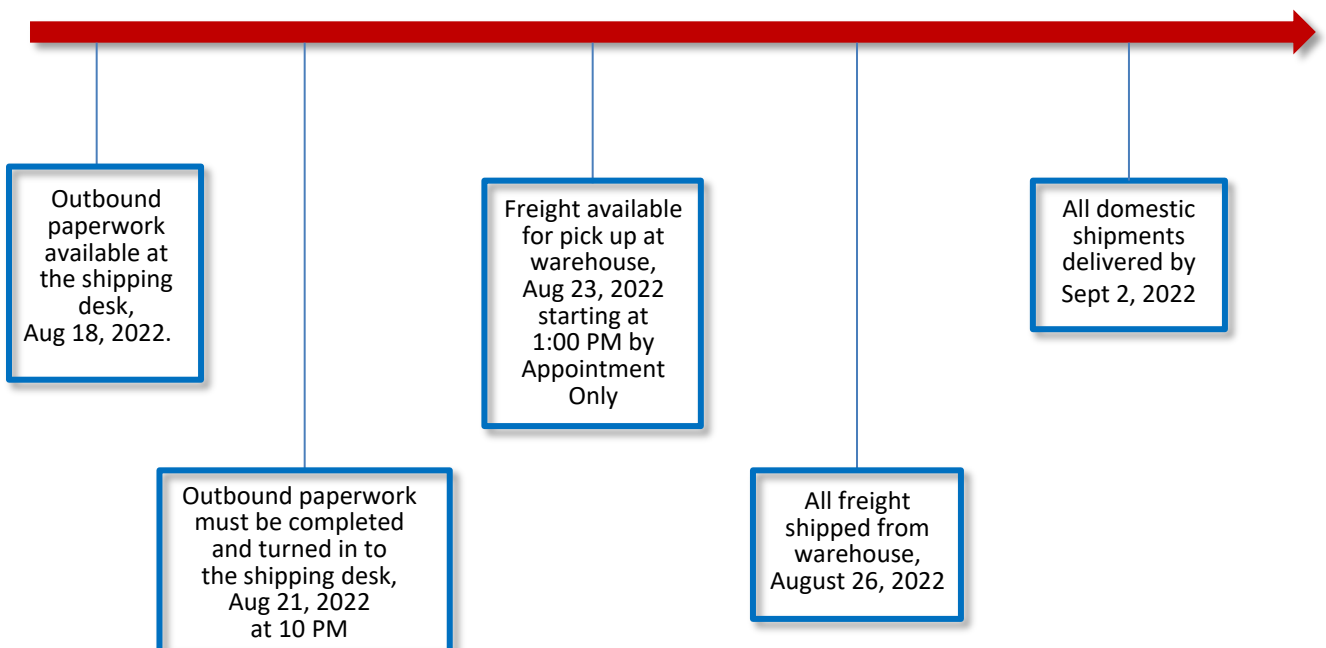 Outbound
paperwork
available at
the shipping
desk,
Aug 18, 2022.
Outbound paperwork
must be completed
and turned in to
the shipping desk,
Aug 21, 2022
at 10 PM
Freight available
for pick up at
warehouse,
Aug 23, 2022
starting at
1:00 PM by
Appointment
Only
All freight
shipped from
warehouse,
August 26, 2022
All domestic
shipments
delivered by
Sept 2, 2022